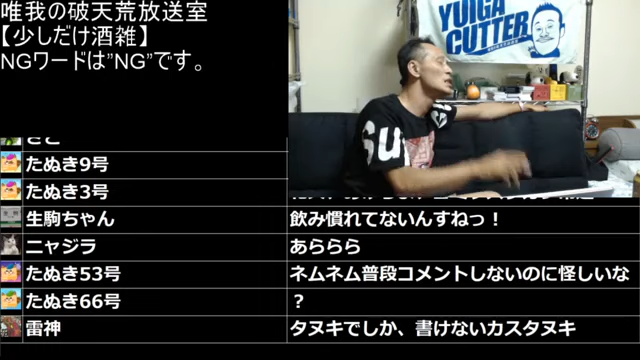 唯我の破天荒放送室
【少しだけ酒雑】
NGワードは”NG”です。
YUIGA
CUTTER
Su
たぬき9号
たぬき3号
生駒ちゃん
飲み慣れてないんすねっ！
ニャジラ
あららら
たぬき53号
ネムネム普段コメントしないのに怪しいな
たぬき66号
？
雷神
タヌキでしか、書けないカスタヌキ